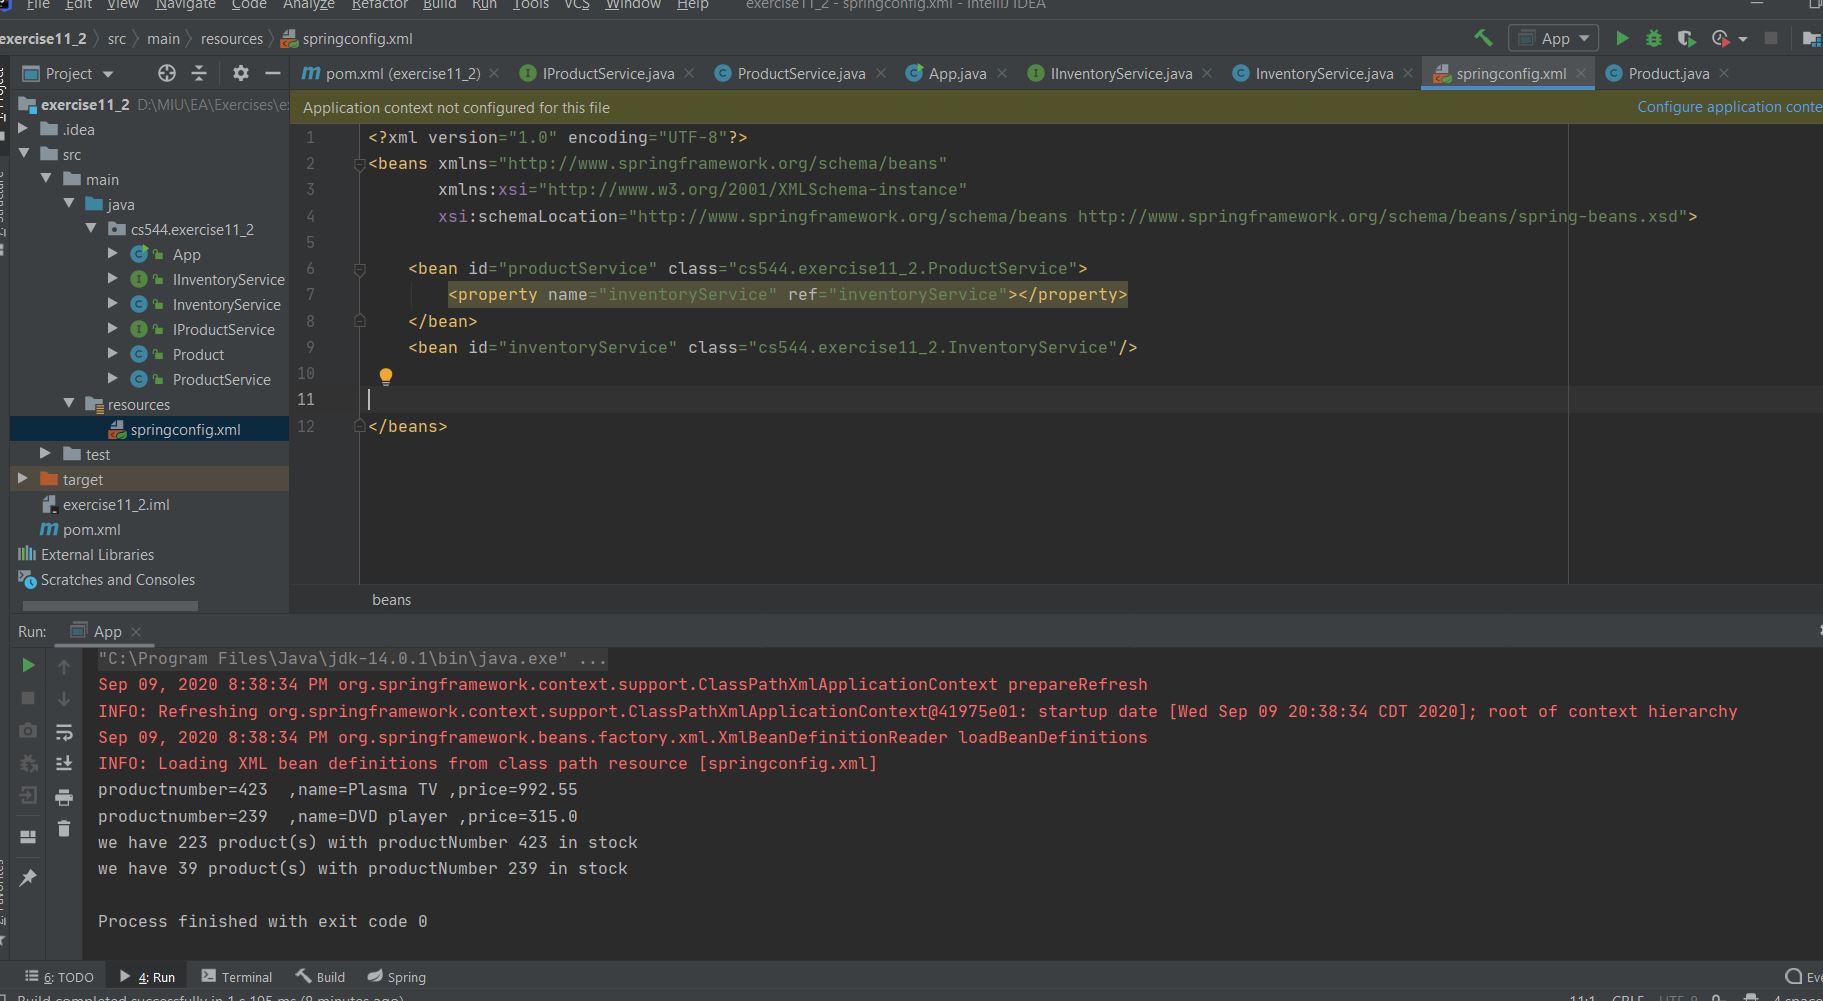 File Edit View Navigate Code Analyze Refactor Build Run Tools VCS Window Help exercise11_2 - springconfig.xml - IntelliJ IDEA
exercise11_2 src main resources springconfig.xml App
Project pom.xml (exercise11_2) IProductService.java ProductService.java App.java IInventoryService.java InventoryService.java springconfig.xml Product.java
exercise11_2 D:\MIU\EA\Exercises\e
.idea
src
main
java
cs544.exercise11_2
App
IInventoryService
InventoryService
IProductService
Product
ProductService
resources
springconfig.xml
test
target
exercise11_2.iml
pom.xml
External Libraries
Scratches and Consoles
Application context not configured for this file Configure application conte
1 <?xml version="1.0" encoding="UTF-8"?>
2 <beans xmlns="http://www.springframework.org/schema/beans"
3 xmlns:xsi="http://www.w3.org/2001/XMLSchema-instance"
4 xsi:schemaLocation="http://www.springframework.org/schema/beans http://www.springframework.org/schema/beans/spring-beans.xsd">
5
6 <bean id="productService" class="cs544.exercise11_2.ProductService">
7 <property name="inventoryService" ref="inventoryService"></property>
8 </bean>
9 <bean id="inventoryService" class="cs544.exercise11_2.InventoryService"/>
10
11
12 </beans>
beans
Run: App
"C:\Program Files\Java\jdk-14.0.1\bin\java.exe" ...
Sep 09, 2020 8:38:34 PM org.springframework.context.support.ClassPathXmlApplicationContext prepareRefresh
INFO: Refreshing org.springframework.context.support.ClassPathXmlApplicationContext@41975e01: startup date [Wed Sep 09 20:38:34 CDT 2020]; root of context hierarchy
Sep 09, 2020 8:38:34 PM org.springframework.beans.factory.xml.XmlBeanDefinitionReader loadBeanDefinitions
INFO: Loading XML bean definitions from class path resource [springconfig.xml]
productnumber=423  ,name=Plasma TV ,price=992.55
productnumber=239  ,name=DVD player ,price=315.0
we have 223 product(s) with productNumber 423 in stock
we have 39 product(s) with productNumber 239 in stock
Process finished with exit code 0
6: TODO 4: Run Terminal Build Spring Eve
Build completed successfully in 1 s 195 ms (8 minutes ago) 11:1 CRLF UTF-8 4 space